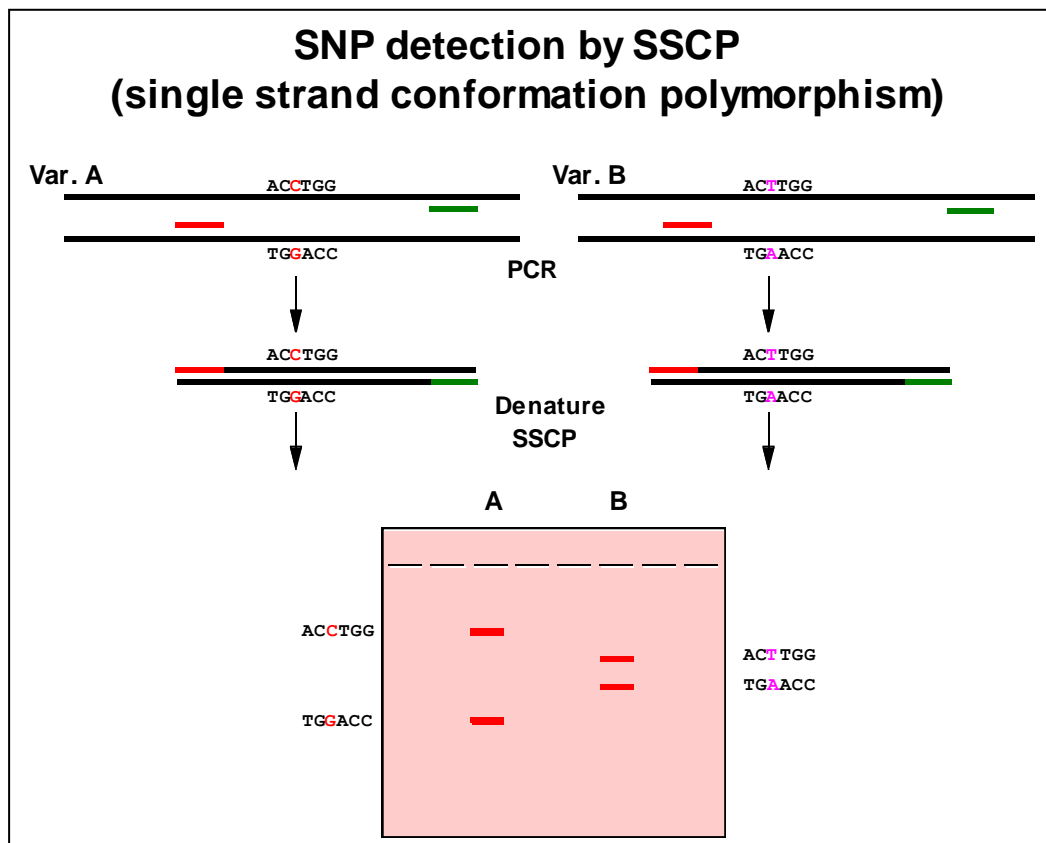 SNP detection by SSCP
(single strand conformation polymorphism)
Var. A
ACCTGG
Var. B
ACTTGG
TGGACC
TGAACC
PCR
ACCTGG
ACTTGG
TGGACC
TGAACC
Denature
SSCP
A
B
ACCTGG
ACTTGG
TGAACC
TGGACC